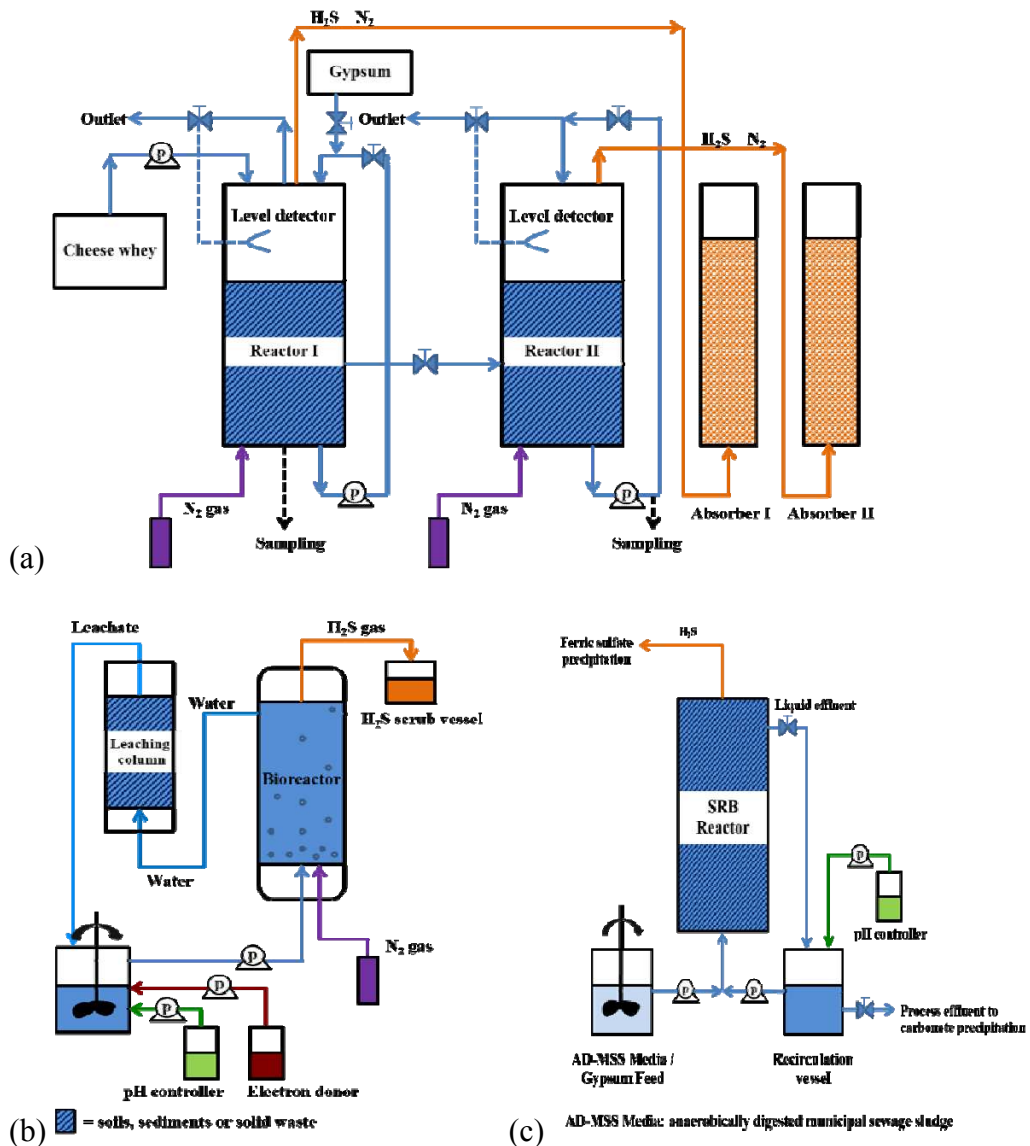 H2S N2
Gypsum
Outlet
Outlet
P
H2S N2
Level detector
Level detector
Cheese whey
Reactor I
Reactor II
P
P
N2 gas
N2 gas
Absorber I
Absorber II
Sampling
Sampling
(a)
Leachate
H2S gas
Water
H2S scrub vessel
Leaching
column
Bioreactor
Water
N2 gas
P
P
P
pH controller
Electron donor
(b)
= soils, sediments or solid waste
Ferric sulfate
precipitation
H2S
Liquid effluent
SRB
Reactor
P
pH controller
P
P
Process effluent to
carbonate precipitation
AD-MSS Media /
Gypsum Feed
Recirculation
vessel
(c)
AD-MSS Media: anaerobically digested municipal sewage sludge